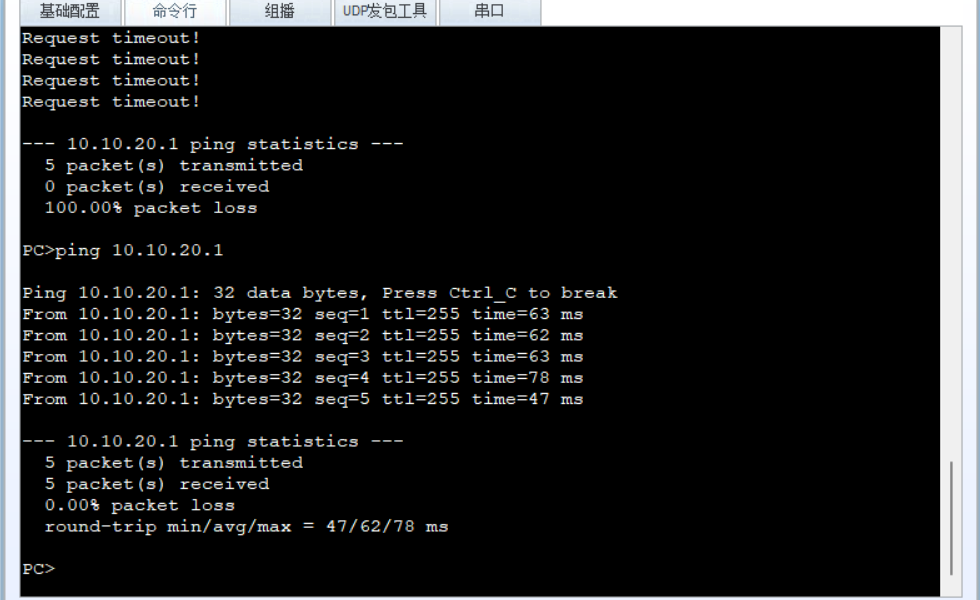 基础配置 命令行 组播 UDP发包工具 串口
Request timeout!
Request timeout!
Request timeout!
Request timeout!
--- 10.10.20.1 ping statistics ---
5 packet(s) transmitted
0 packet(s) received
100.00% packet loss
PC>ping 10.10.20.1
Ping 10.10.20.1: 32 data bytes, Press Ctrl_C to break
From 10.10.20.1: bytes=32 seq=1 ttl=255 time=63 ms
From 10.10.20.1: bytes=32 seq=2 ttl=255 time=62 ms
From 10.10.20.1: bytes=32 seq=3 ttl=255 time=63 ms
From 10.10.20.1: bytes=32 seq=4 ttl=255 time=78 ms
From 10.10.20.1: bytes=32 seq=5 ttl=255 time=47 ms
--- 10.10.20.1 ping statistics ---
5 packet(s) transmitted
5 packet(s) received
0.00% packet loss
round-trip min/avg/max = 47/62/78 ms
PC>